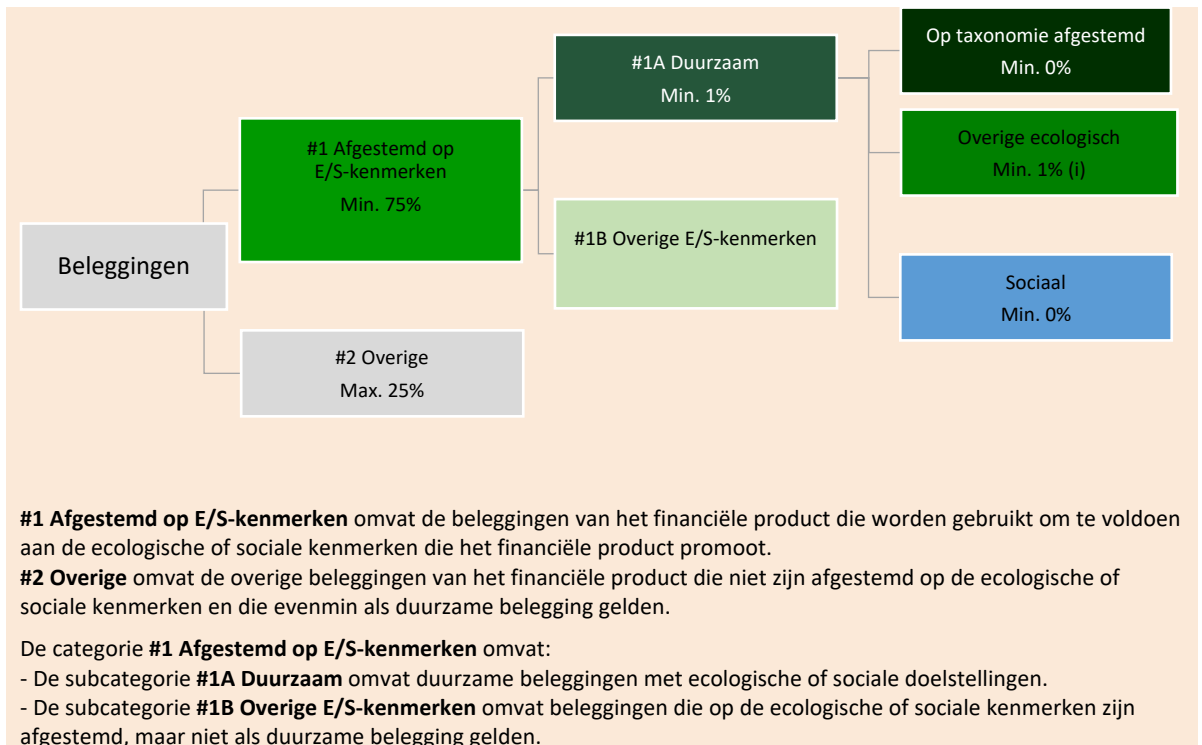 Op taxonomie afgestemd
Min. 0%
#1A Duurzaam
Min. 1%
Overige ecologisch
Min. 1% (i)
#1 Afgestemd op
E/S-kenmerken
Min. 75%
#1B Overige E/S-kenmerken
Beleggingen
Sociaal
Min. 0%
#2 Overige
Max. 25%
#1 Afgestemd op E/S-kenmerken omvat de beleggingen van het financiële product die worden gebruikt om te voldoen
aan de ecologische of sociale kenmerken die het financiële product promoot.
#2 Overige omvat de overige beleggingen van het financiële product die niet zijn afgestemd op de ecologische of
sociale kenmerken en die evenmin als duurzame belegging gelden.
De categorie #1 Afgestemd op E/S-kenmerken omvat:
- De subcategorie #1A Duurzaam omvat duurzame beleggingen met ecologische of sociale doelstellingen.
- De subcategorie #1B Overige E/S-kenmerken omvat beleggingen die op de ecologische of sociale kenmerken zijn
afgestemd, maar niet als duurzame belegging gelden.